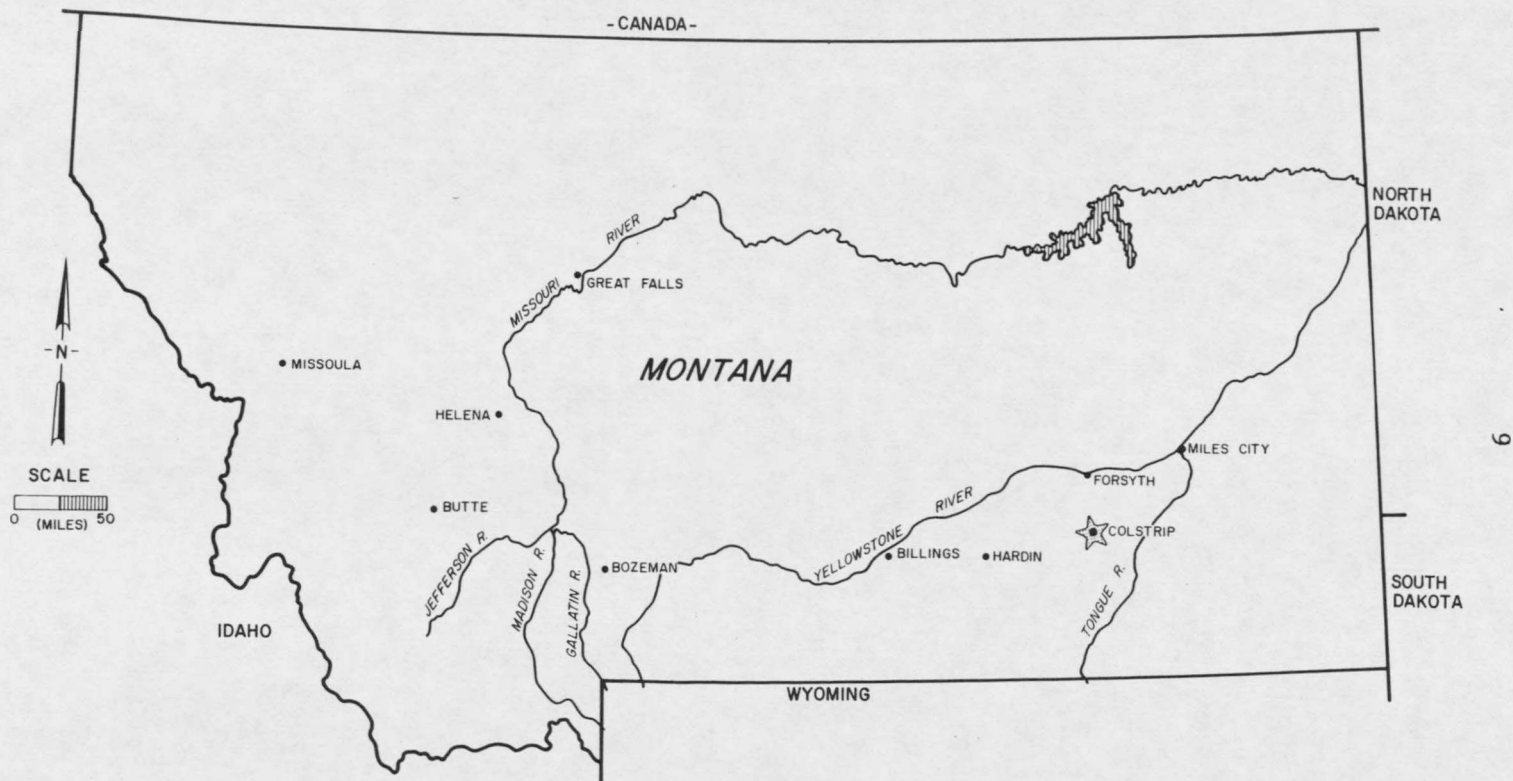 -CANADA-
NORTH
DAKOTA
MISSOURI RIVER
GREAT FALLS
-N-
MISSOULA
MONTANA
HELENA
SCALE
0 (MILES) 50
BUTTE
MILES CITY
FORSYTH
YELLOWSTONE RIVER
COLSTRIP
BILLINGS
HARDIN
BOZEMAN
JEFFERSON R.
MADISON R.
GALLATIN R.
TONGUE R.
IDAHO
SOUTH
DAKOTA
WYOMING
9